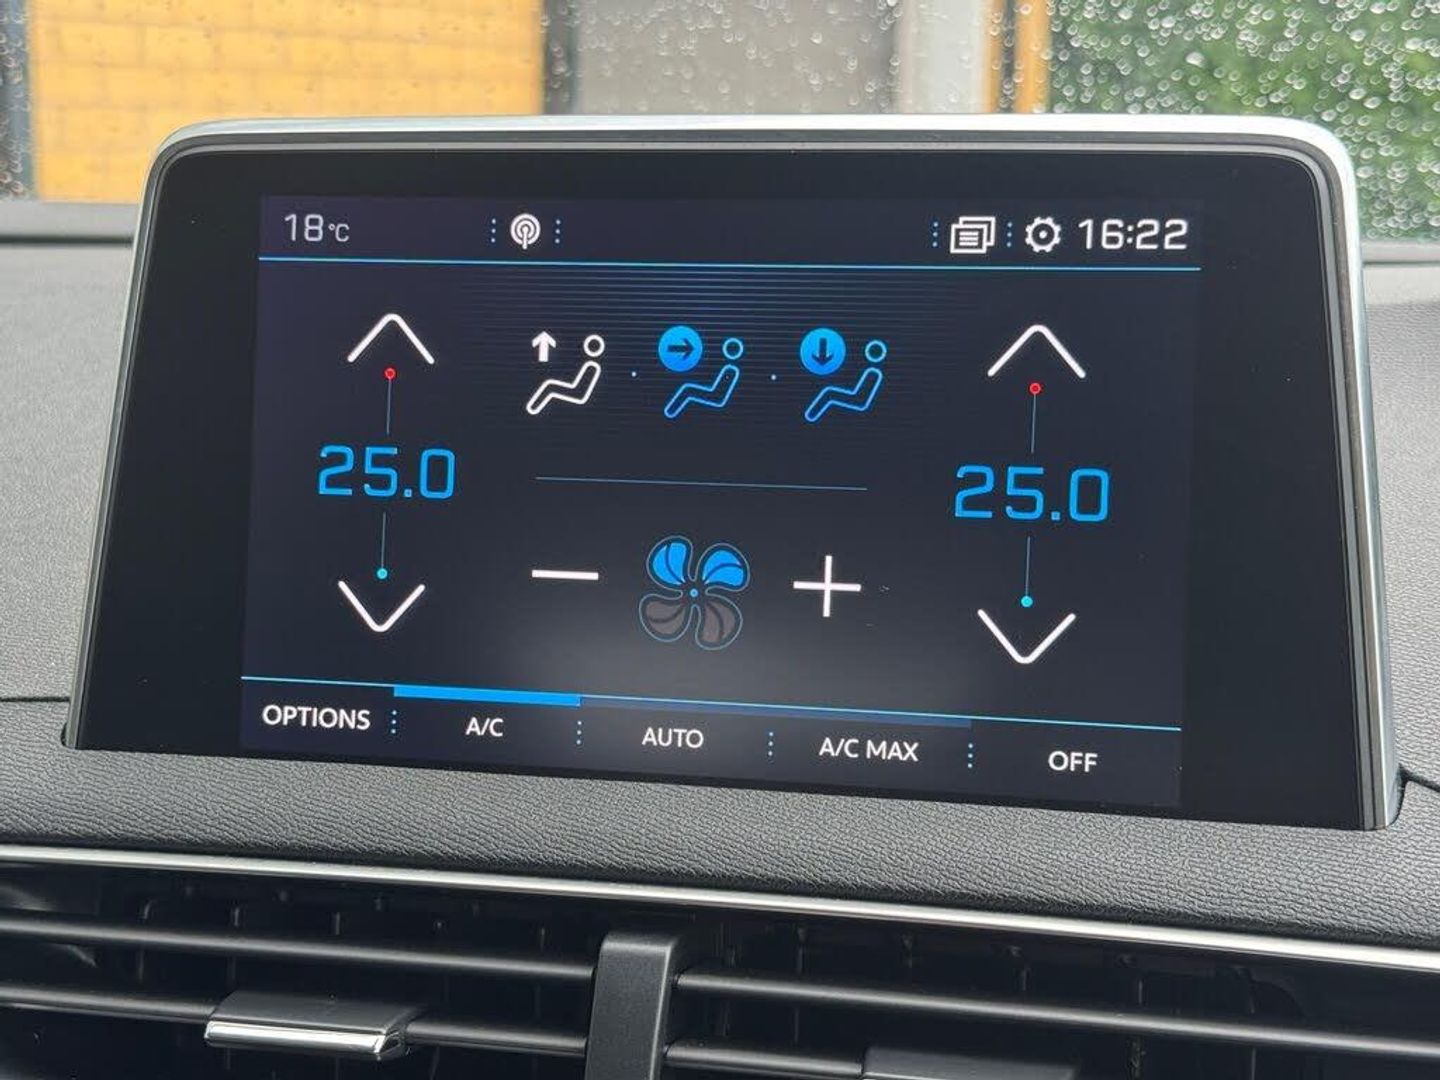 18°C 16:22
25.0 25.0
OPTIONS A/C AUTO A/C MAX OFF